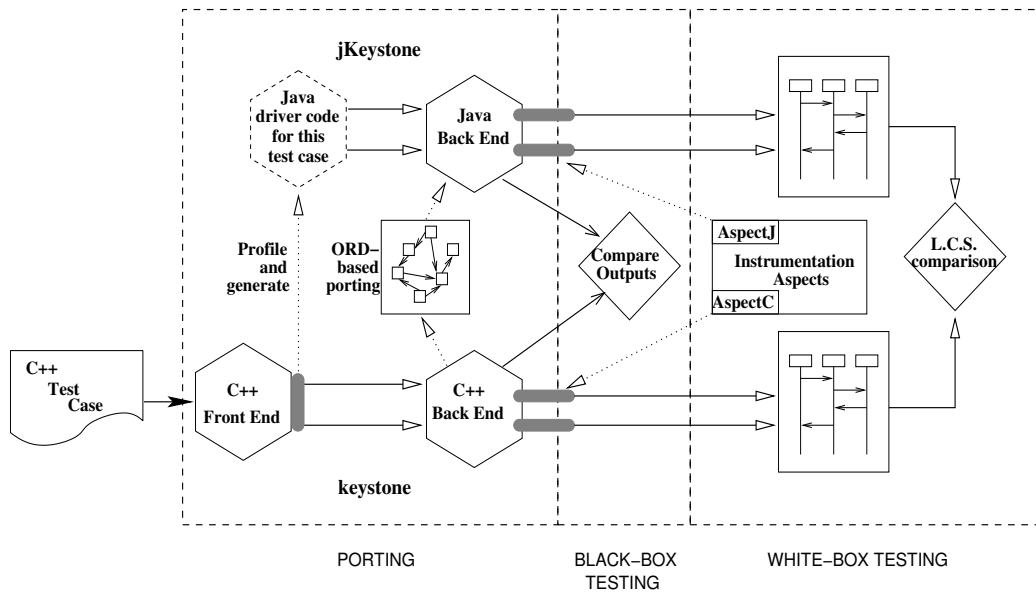 jKeystone
Java
driver code
for this
test case
Java
Back End
Profile
and
generate
ORD−
based
porting
Compare
Outputs
AspectJ
Instrumentation
Aspects
AspectC
L.C.S.
comparison
C++
Test
Case
C++
Front End
C++
Back End
keystone
PORTING
BLACK−BOX
TESTING
WHITE−BOX TESTING